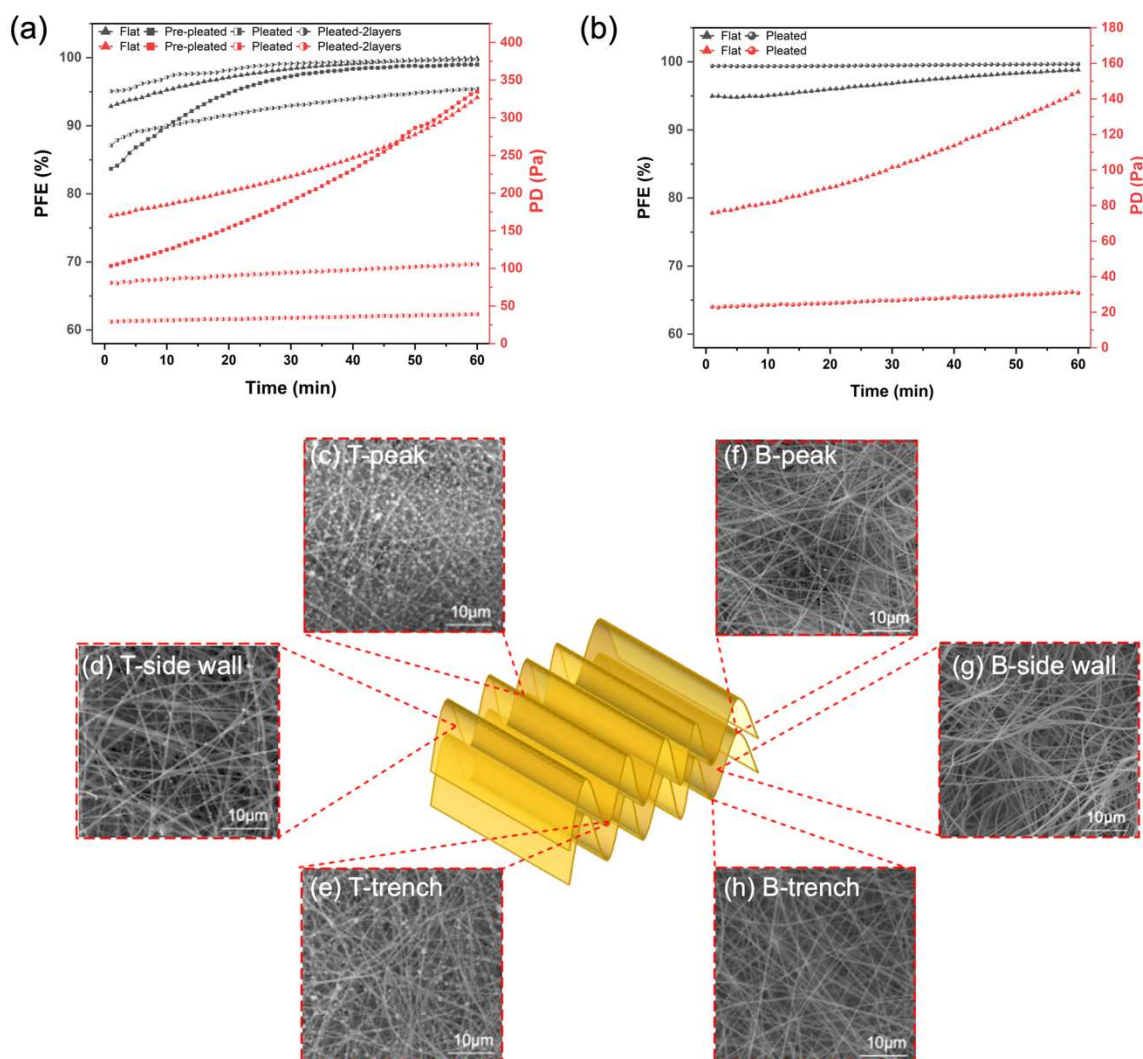 (a)
Flat Pre-pleated Pleated Pleated-2layers
Flat Pre-pleated Pleated Pleated-2layers
PFE (%)
100
90
80
70
60
0 10 20 30 40 50 60
Time (min)
400
350
300
250
200
150
100
50
0
PD (Pa)
(b)
Flat Pleated
Flat Pleated
PFE (%)
100
90
80
70
60
0 10 20 30 40 50 60
Time (min)
180
160
140
120
100
80
60
40
20
0
PD (Pa)
(c) T-peak
10µm
(f) B-peak
10µm
(d) T-side wall
10µm
(g) B-side wall
10µm
(e) T-trench
10µm
(h) B-trench
10µm